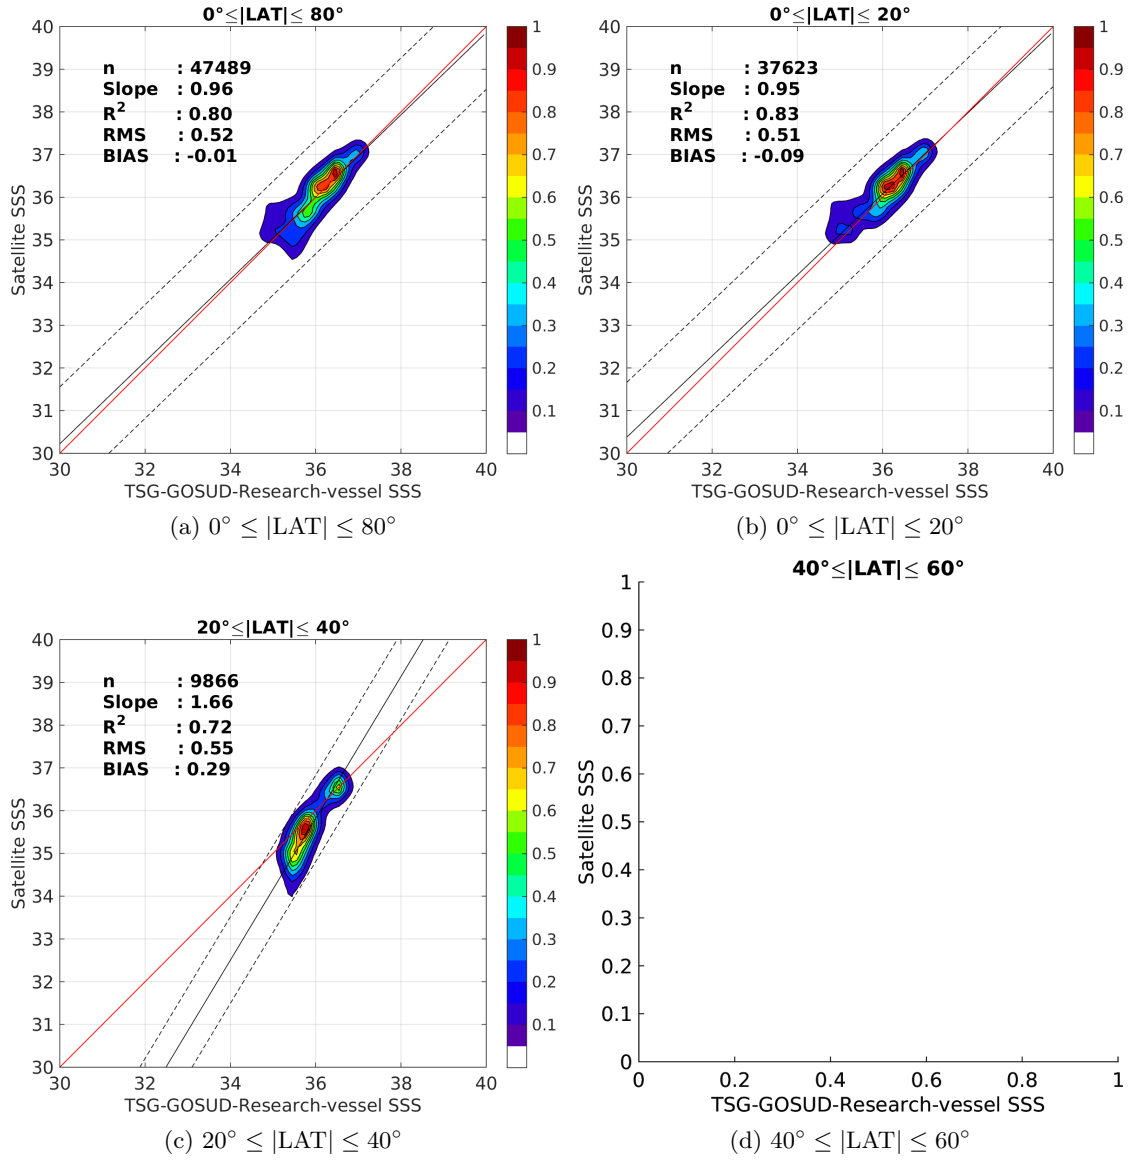 0°≤|LAT|≤ 80°
40
39
38
37
36
35
34
33
32
31
30
Satellite SSS
n : 47489
Slope : 0.96
R2 : 0.80
RMS : 0.52
BIAS : -0.01
30 32 34 36 38 40
TSG-GOSUD-Research-vessel SSS
1
0.9
0.8
0.7
0.6
0.5
0.4
0.3
0.2
0.1
(a) 0° ≤ |LAT| ≤ 80°
0°≤|LAT|≤ 20°
40
39
38
37
36
35
34
33
32
31
30
Satellite SSS
n : 37623
Slope : 0.95
R2 : 0.83
RMS : 0.51
BIAS : -0.09
30 32 34 36 38 40
TSG-GOSUD-Research-vessel SSS
1
0.9
0.8
0.7
0.6
0.5
0.4
0.3
0.2
0.1
(b) 0° ≤ |LAT| ≤ 20°
20°≤|LAT|≤ 40°
40
39
38
37
36
35
34
33
32
31
30
Satellite SSS
n : 9866
Slope : 1.66
R2 : 0.72
RMS : 0.55
BIAS : 0.29
30 32 34 36 38 40
TSG-GOSUD-Research-vessel SSS
1
0.9
0.8
0.7
0.6
0.5
0.4
0.3
0.2
0.1
(c) 20° ≤ |LAT| ≤ 40°
40°≤|LAT|≤ 60°
1
0.9
0.8
0.7
0.6
0.5
0.4
0.3
0.2
0.1
0
Satellite SSS
0 0.2 0.4 0.6 0.8 1
TSG-GOSUD-Research-vessel SSS
(d) 40° ≤ |LAT| ≤ 60°